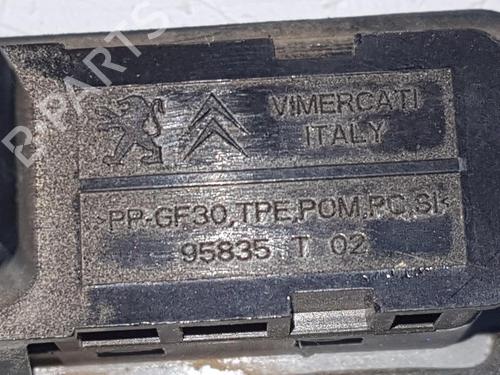 VIMERCATI
ITALY
>PP-GF30,TPE,POM,PC,SI<
95835 T 02
B-PARTS